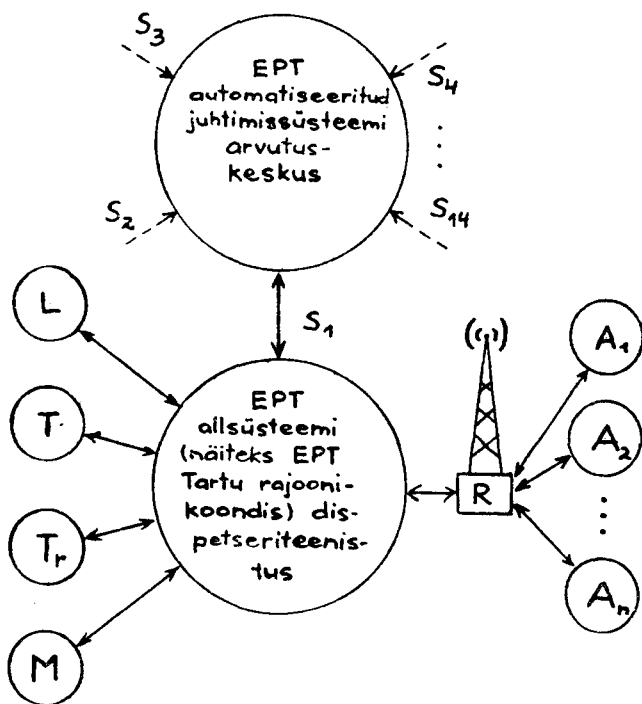 S₃
S₄
EPT
automatiseeritud
juhtimissüsteemi
arvutus-
keskus
S₂
S₁₄
S₁
L
T
Tᵣ
M
EPT
allsüsteemi
(näiteks EPT
Tartu rajooni-
koondis) dis-
petseriteenis-
tus
R
A₁
A₂
Aₙ